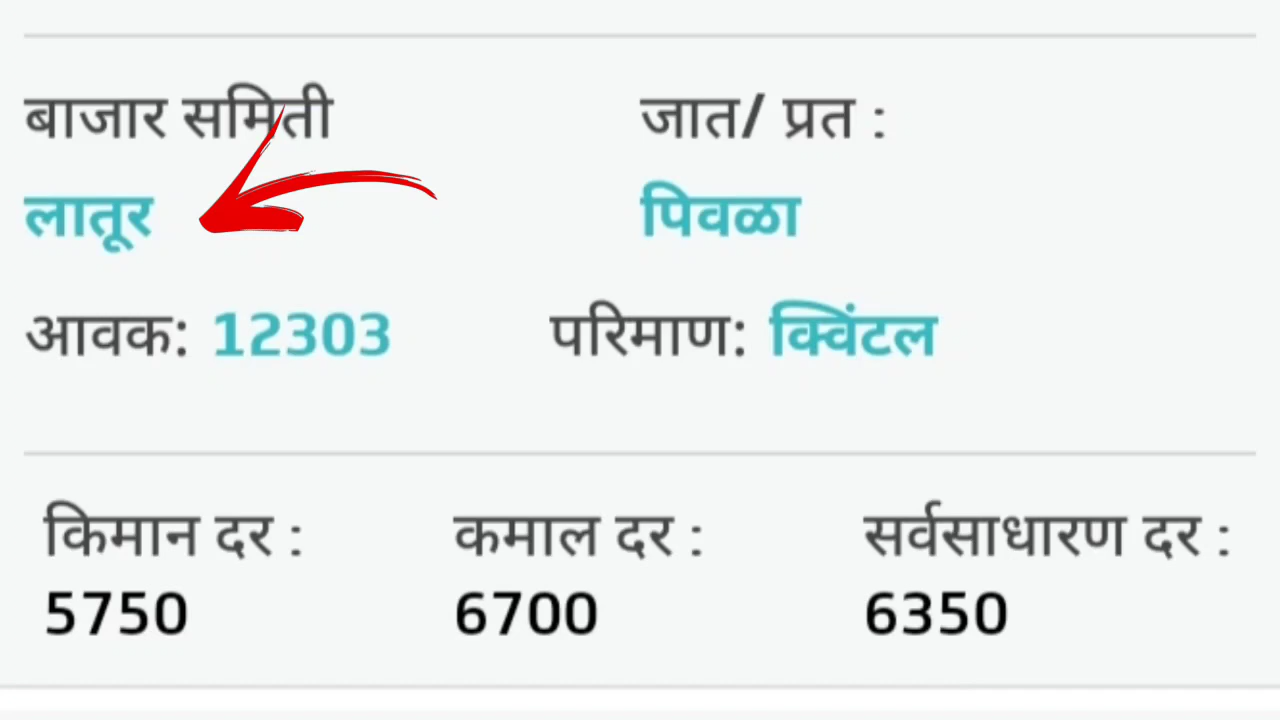 बाजार समिती जात/ प्रत :
लातूर पिवळा
आवक: 12303 परिमाण: क्विंटल
किमान दर : कमाल दर : सर्वसाधारण दर :
5750 6700 6350